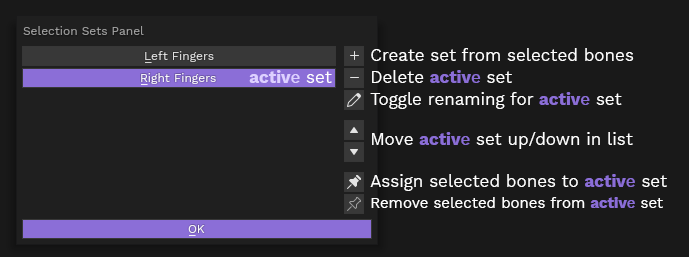 Selection Sets Panel
Left Fingers
Create set from selected bones
Right Fingers active set
Delete active set
Toggle renaming for active set
Move active set up/down in list
Assign selected bones to active set
Remove selected bones from active set
OK